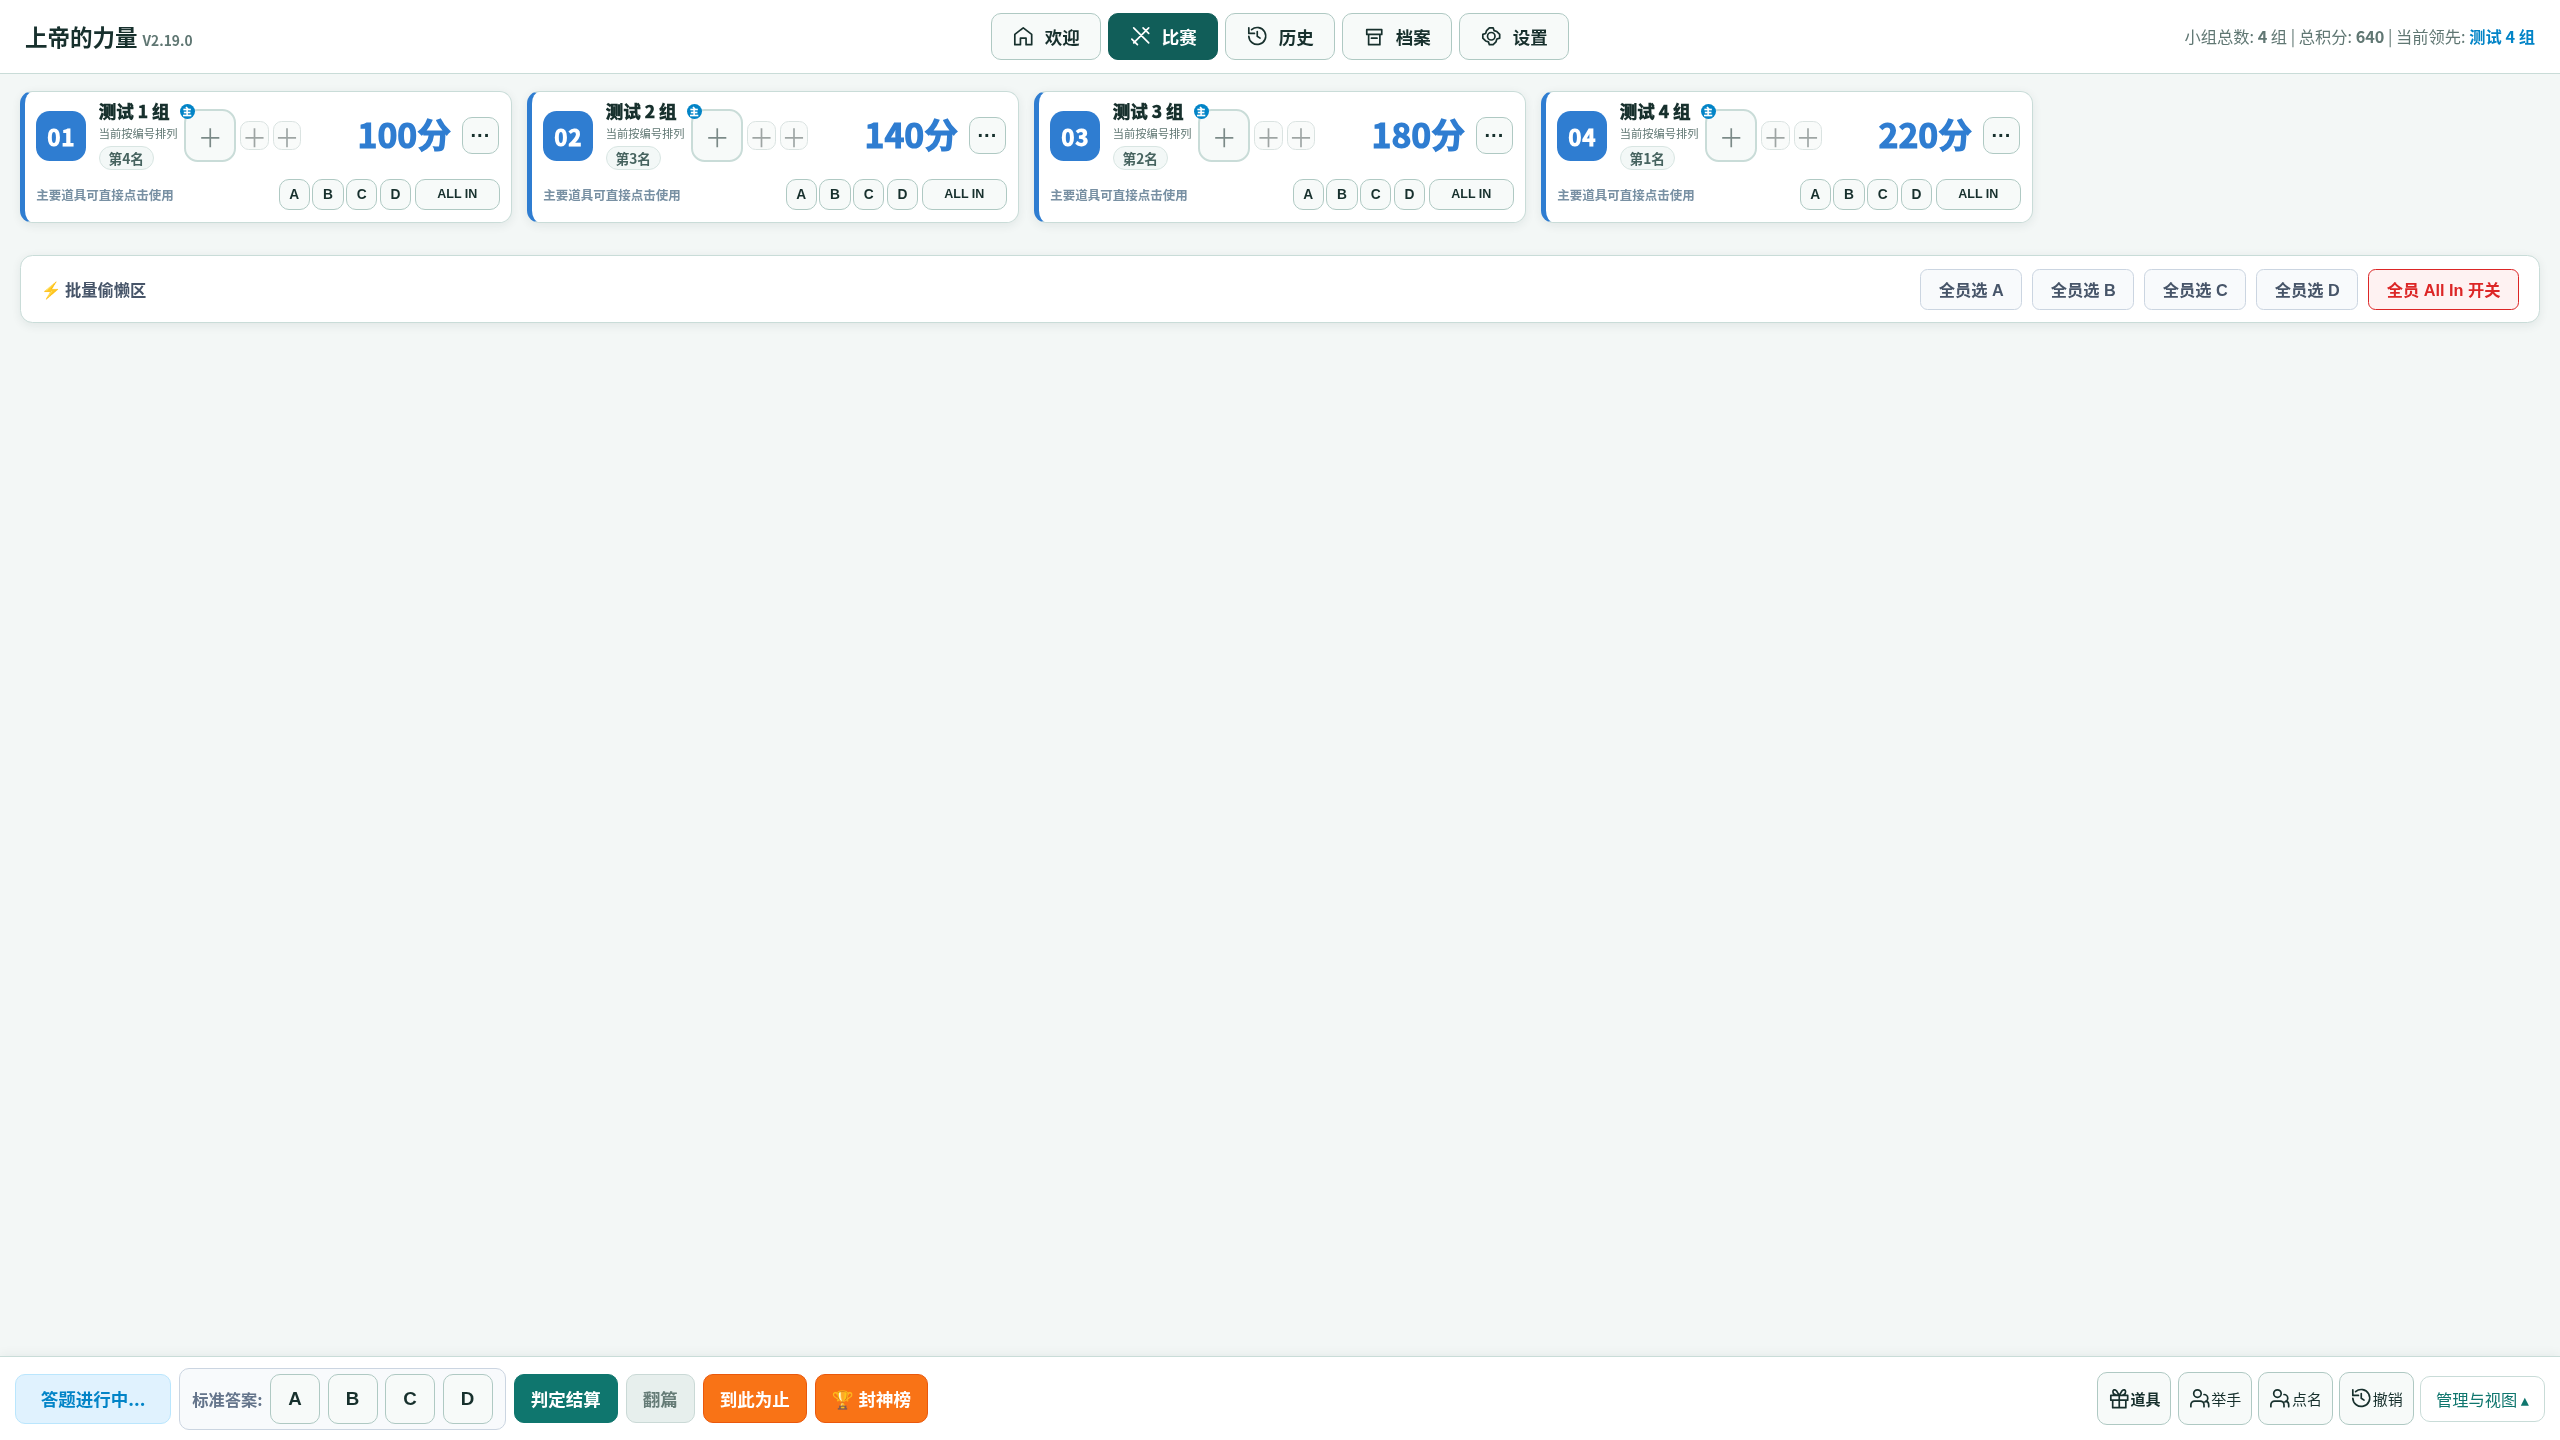 上帝的力量 V2.19.0
欢迎
比赛
历史
档案
设置
小组总数: 4 组 | 总积分: 640 | 当前领先: 测试 4 组
01
测试 1 组
当前按编号排列
第4名
主
100分
...
主要道具可直接点击使用
A B C D ALL IN
02
测试 2 组
当前按编号排列
第3名
主
140分
...
主要道具可直接点击使用
A B C D ALL IN
03
测试 3 组
当前按编号排列
第2名
主
180分
...
主要道具可直接点击使用
A B C D ALL IN
04
测试 4 组
当前按编号排列
第1名
主
220分
...
主要道具可直接点击使用
A B C D ALL IN
⚡ 批量偷懒区
全员选 A
全员选 B
全员选 C
全员选 D
全员 All In 开关
答题进行中...
标准答案: A B C D
判定结算
翻篇
到此为止
🏆 封神榜
道具
举手
点名
撤销
管理与视图 ▴